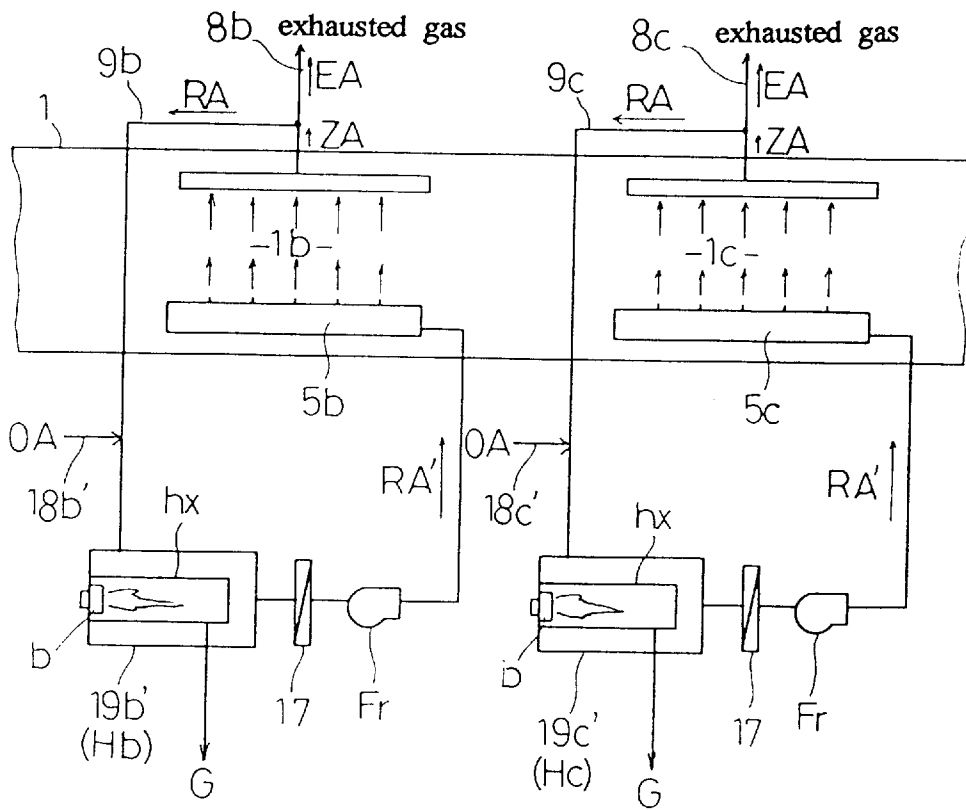 8b exhausted gas
9b
EA
RA
1
ZA
-1b-
5b
OA
18b'
RA'
hx
b
19b'
(Hb)
17
Fr
G
8c exhausted gas
9c
EA
RA
ZA
-1c-
5c
OA
18c'
RA'
hx
b
19c'
(Hc)
17
Fr
G